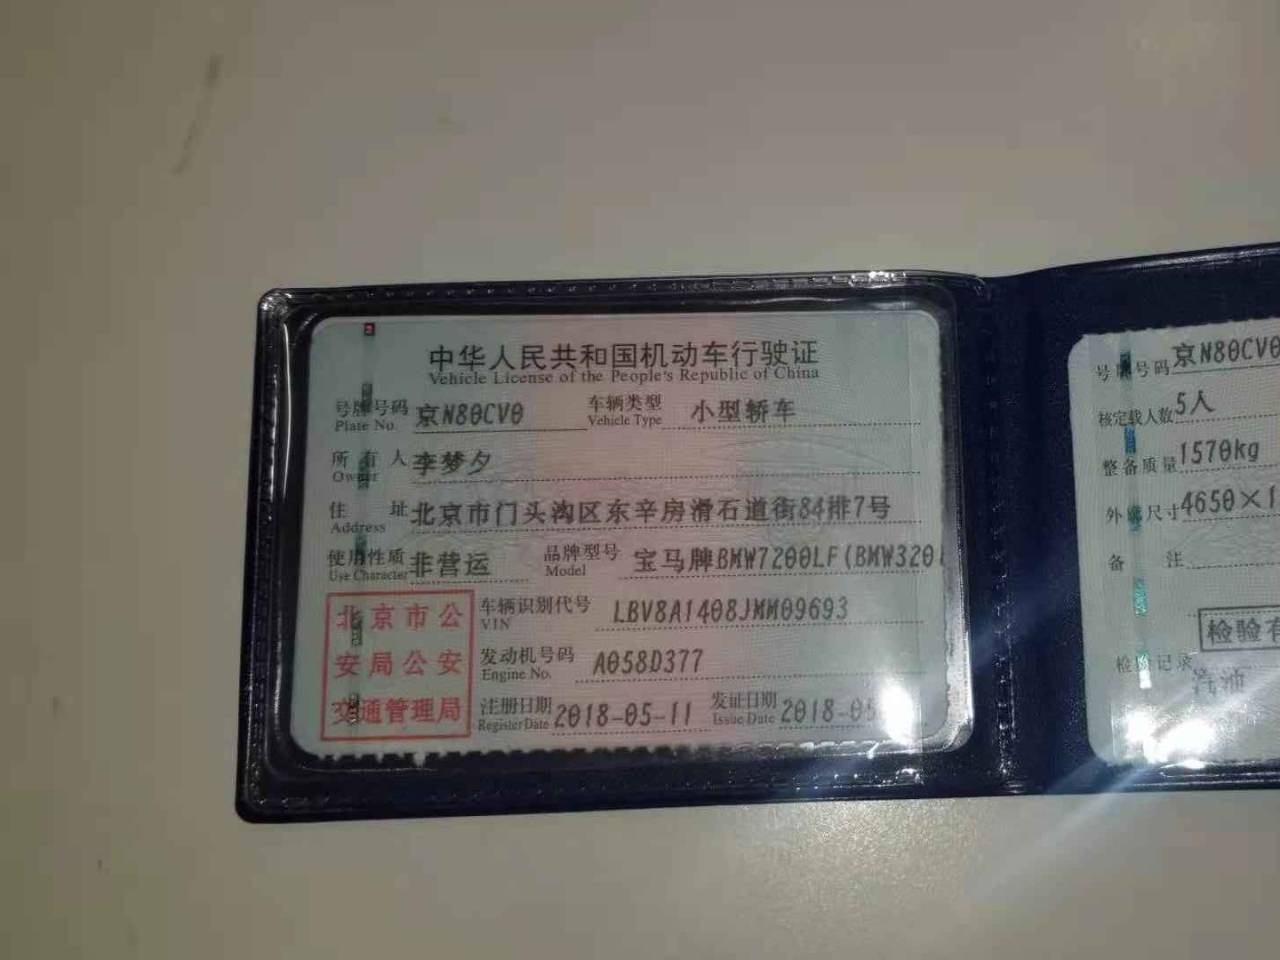 中华人民共和国机动车行驶证
Vehicle License of the People's Republic of China
号牌号码 京N80CV0 车辆类型 小型轿车
Plate No. Vehicle Type
所有人 李梦夕
Owner
住址 北京市门头沟区东辛房滑石道街84排7号
Address
使用性质 非营运 品牌型号 宝马牌BMW7200LF(BMW320
Use Character Model
北京市公
安局公安
交通管理局
车辆识别代号 LBV8A1408JMM09693
VIN
发动机号码 A058D377
Engine No.
注册日期 2018-05-11 发证日期 2018-05
Register Date Issue Date
号牌号码 京N80CV0
核定载人数 5人
整备质量 1570kg
外廓尺寸 4650×1
备注
检验有
检验记录
汽油